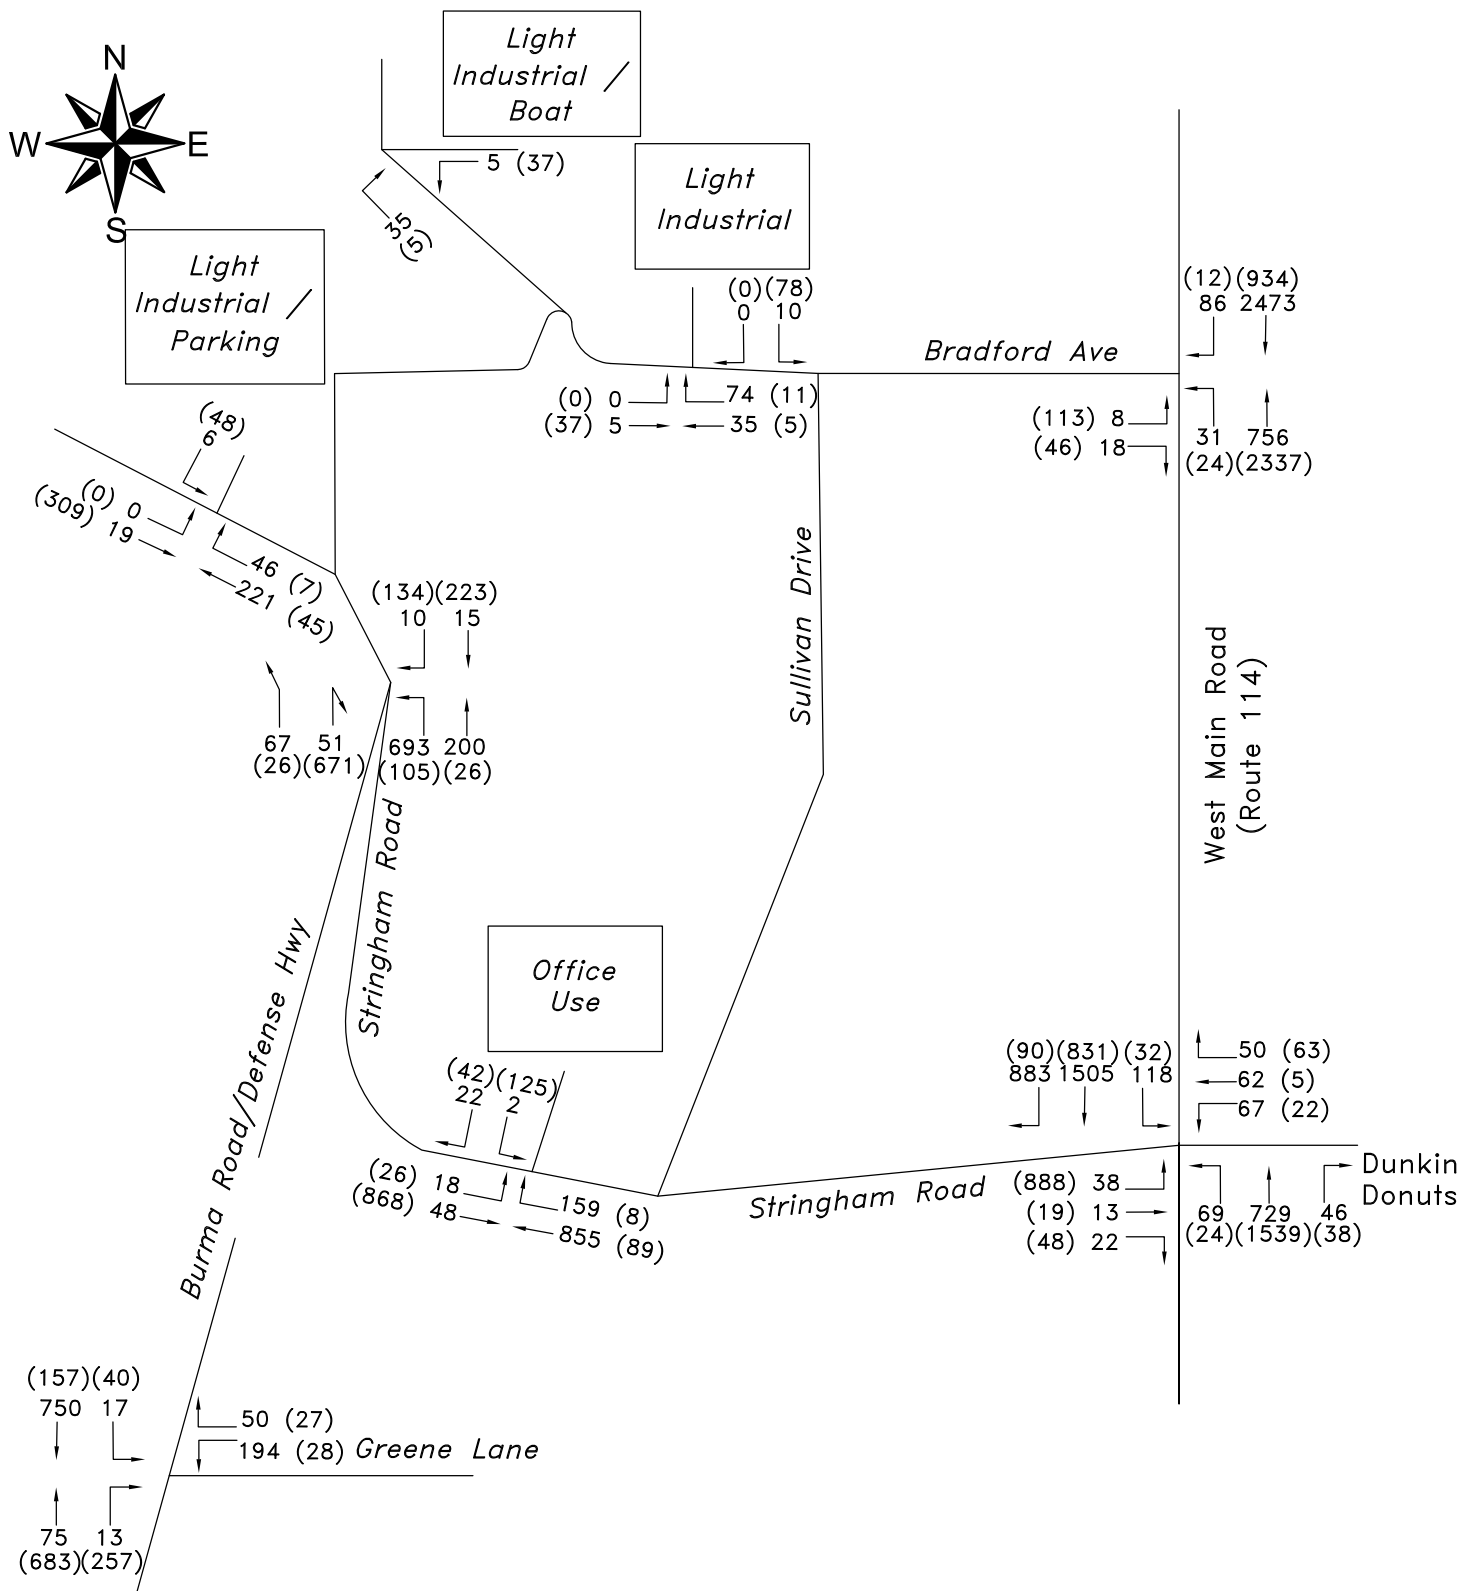 N
W E
S
Light
Industrial /
Boat
5 (37)
35
(5)
Light
Industrial
Light
Industrial /
Parking
(0)(78)
0 10
Bradford Ave
(12)(934)
86 2473
(0) 0
74 (11)
(37) 5
35 (5)
(113) 8
(46) 18
31 756
(24)(2337)
(48)
6
(0) 0
(309) 19
46 (7)
221 (45)
(134)(223)
10 15
67 51
(26)(671)
693 200
(105)(26)
Sullivan Drive
West Main Road
(Route 114)
Stringham Road
Burma Road/Defense Hwy
Office
Use
(42)(125)
22 2
(26) 18
(868) 48
159 (8)
855 (89)
Stringham Road
(90)(831)(32)
883 1505 118
50 (63)
62 (5)
67 (22)
Dunkin
Donuts
(888) 38
(19) 13
(48) 22
69 729 46
(24)(1539)(38)
(157)(40)
750 17
50 (27)
194 (28)
Greene Lane
75 13
(683)(257)